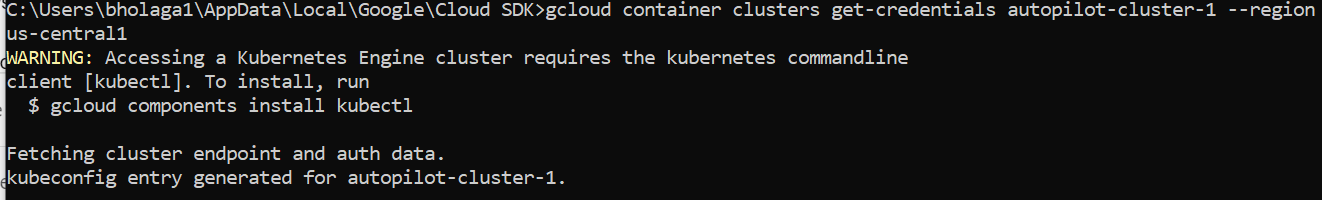 C:\Users\bholaga1\AppData\Local\Google\Cloud SDK>gcloud container clusters get-credentials autopilot-cluster-1 --region
us-central1
WARNING: Accessing a Kubernetes Engine cluster requires the kubernetes commandline
client [kubectl]. To install, run
  $ gcloud components install kubectl

Fetching cluster endpoint and auth data.
kubeconfig entry generated for autopilot-cluster-1.